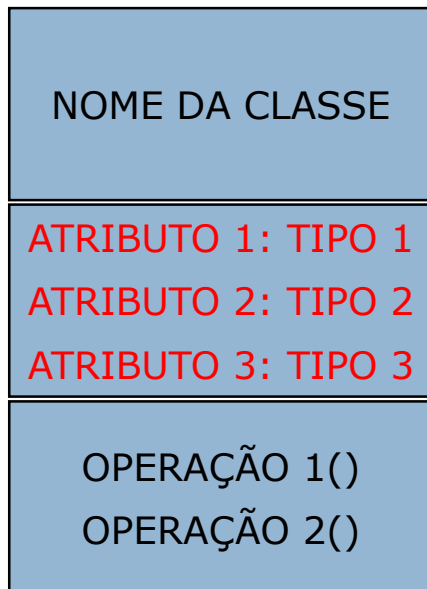 NOME DA CLASSE
ATRIBUTO 1: TIPO 1
ATRIBUTO 2: TIPO 2
ATRIBUTO 3: TIPO 3
OPERAÇÃO 1()
OPERAÇÃO 2()